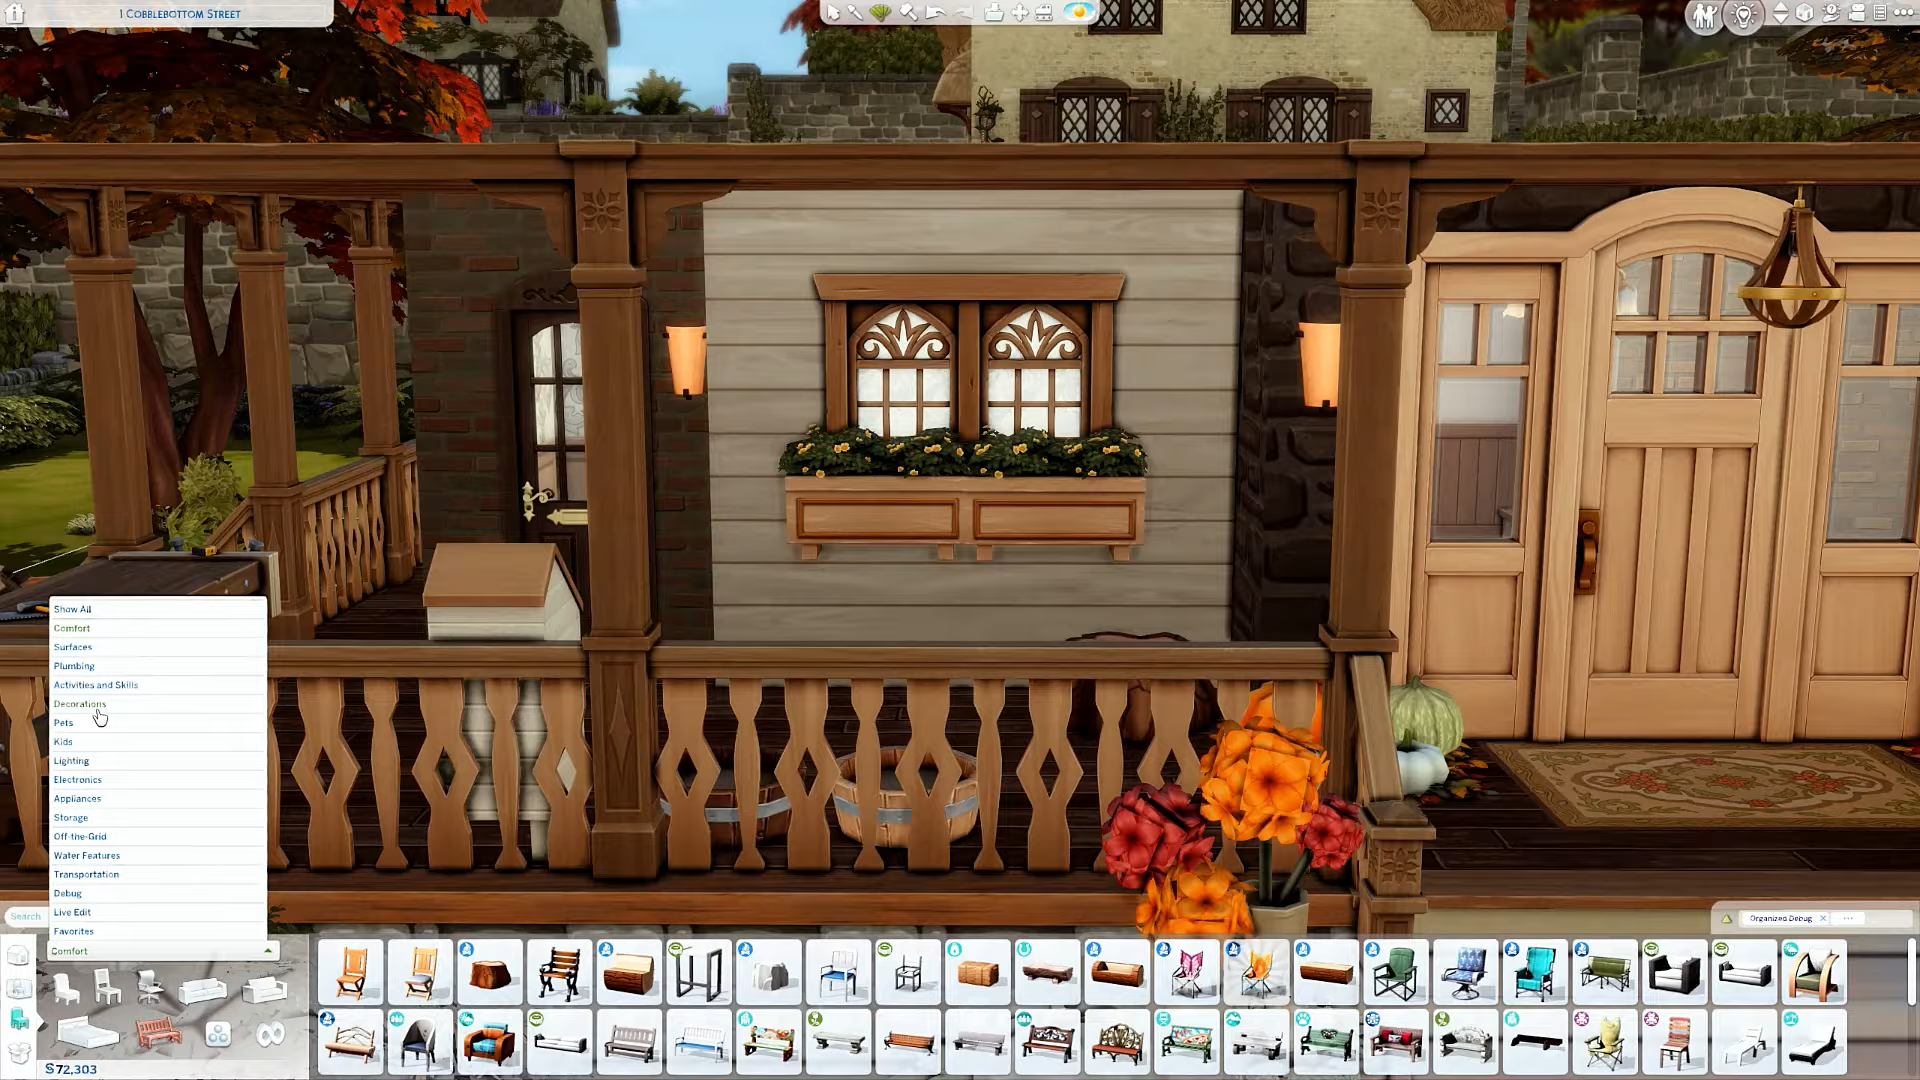 1 COBBLEBOTTOM STREET
Show All
Comfort
Surfaces
Plumbing
Activities and Skills
Decorations
Pets
Kids
Lighting
Electronics
Appliances
Storage
Off-the-Grid
Water Features
Transportation
Debug
Live Edit
Favorites
Search
Organized Debug
Comfort
§72,303